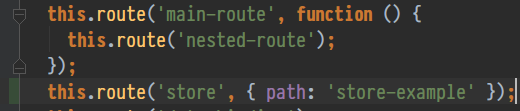 this.route('main-route', function () {
this.route('nested-route');
});
this.route('store', { path: 'store-example' });